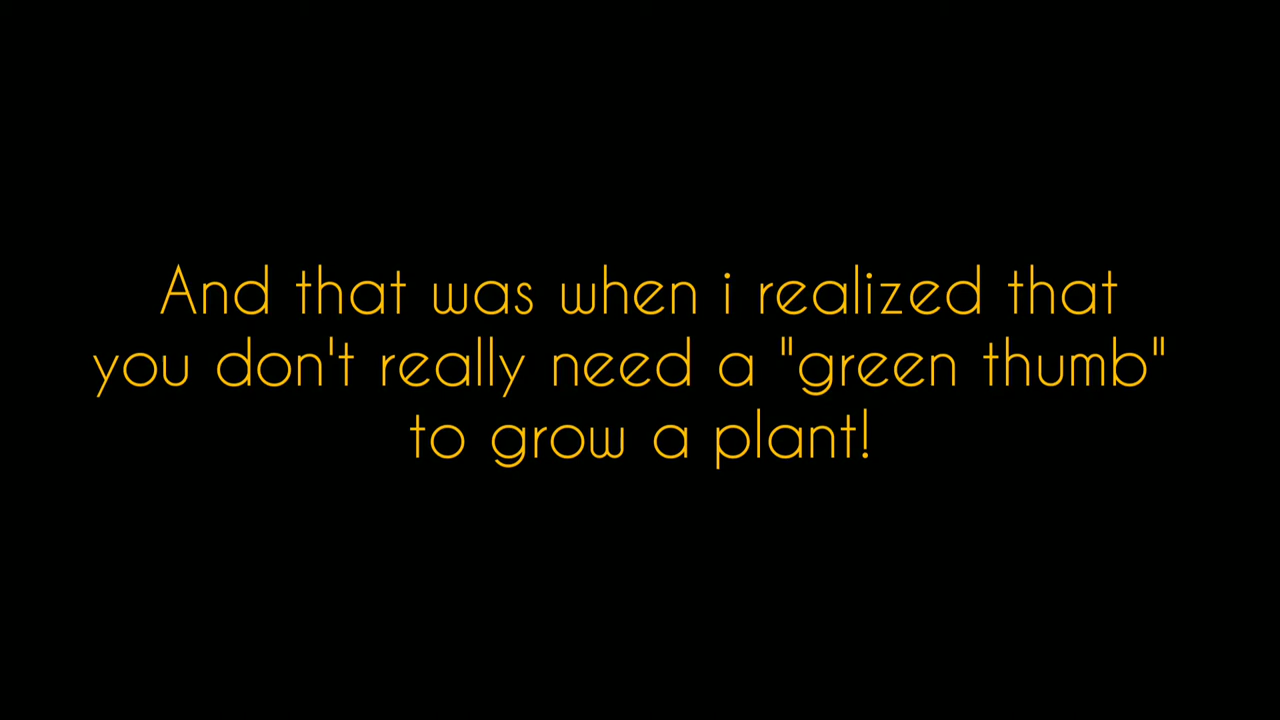 And that was when i realized that
you don't really need a "green thumb"
to grow a plant!